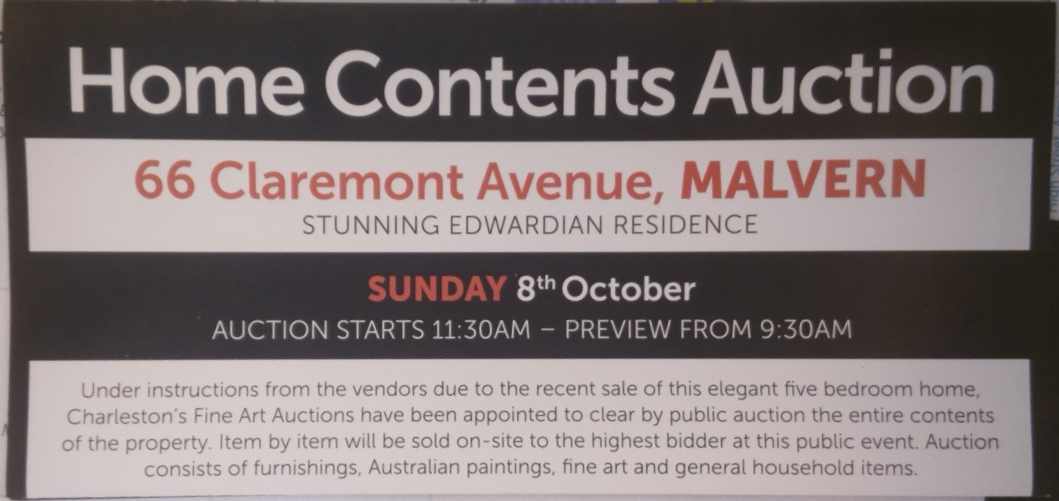 Home Contents Auction
66 Claremont Avenue, MALVERN
STUNNING EDWARDIAN RESIDENCE
SUNDAY 8th October
AUCTION STARTS 11:30AM – PREVIEW FROM 9:30AM
Under instructions from the vendors due to the recent sale of this elegant five bedroom home,
Charleston's Fine Art Auctions have been appointed to clear by public auction the entire contents
of the property. Item by item will be sold on-site to the highest bidder at this public event. Auction
consists of furnishings, Australian paintings, fine art and general household items.